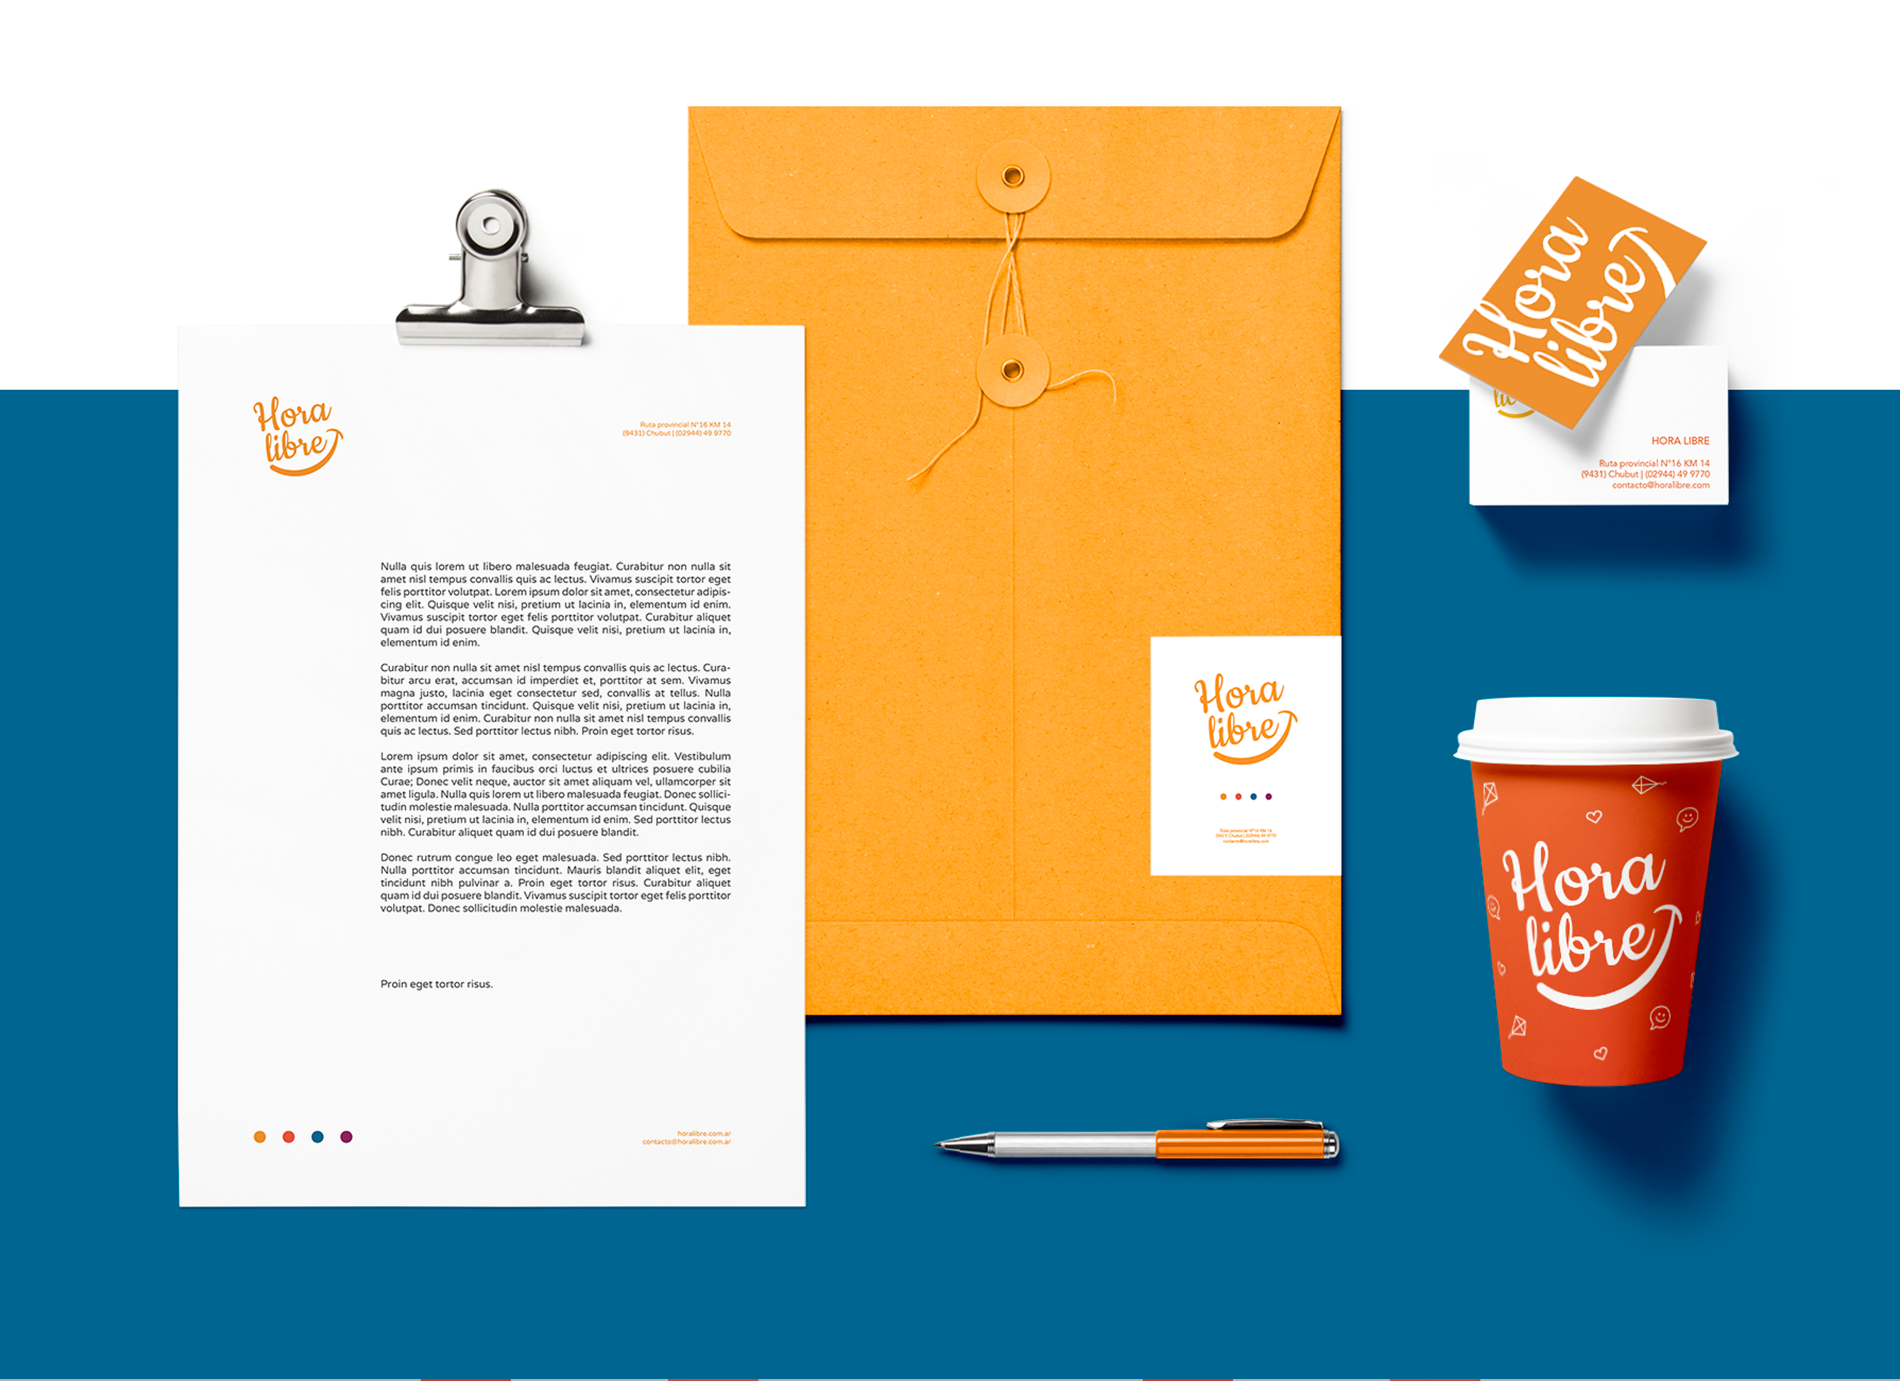 Hora
libre
Ruta provincial N°16 KM 14
(9431) Chubut | (02944) 49 9770
Nulla quis lorem ut libero malesuada feugiat. Curabitur non nulla sit
amet nisl tempus convallis quis ac lectus. Vivamus suscipit tortor eget
felis porttitor volutpat. Lorem ipsum dolor sit amet, consectetur adipis-
cing elit. Quisque velit nisi, pretium ut lacinia in, elementum id enim.
Vivamus suscipit tortor eget felis porttitor volutpat. Curabitur aliquet
quam id dui posuere blandit. Quisque velit nisi, pretium ut lacinia in,
elementum id enim.
Curabitur non nulla sit amet nisl tempus convallis quis ac lectus. Cura-
bitur arcu erat, accumsan id imperdiet et, porttitor at sem. Vivamus
magna justo, lacinia eget consectetur sed, convallis at tellus. Nulla
porttitor accumsan tincidunt. Quisque velit nisi, pretium ut lacinia in,
elementum id enim. Curabitur non nulla sit amet nisl tempus convallis
quis ac lectus. Sed porttitor lectus nibh. Proin eget tortor risus.
Lorem ipsum dolor sit amet, consectetur adipiscing elit. Vestibulum
ante ipsum primis in faucibus orci luctus et ultrices posuere cubilia
Curae; Donec velit neque, auctor sit amet aliquam vel, ullamcorper sit
amet ligula. Nulla quis lorem ut libero malesuada feugiat. Donec sollici-
tudin molestie malesuada. Nulla porttitor accumsan tincidunt. Quisque
velit nisi, pretium ut lacinia in, elementum id enim. Sed porttitor lectus
nibh. Curabitur aliquet quam id dui posuere blandit.
Donec rutrum congue leo eget malesuada. Sed porttitor lectus nibh.
Nulla porttitor accumsan tincidunt. Mauris blandit aliquet elit, eget
tincidunt nibh pulvinar a. Proin eget tortor risus. Curabitur aliquet
quam id dui posuere blandit. Vivamus suscipit tortor eget felis porttitor
volutpat. Donec sollicitudin molestie malesuada.
Proin eget tortor risus.
horalibre.com.ar
contacto@horalibre.com.ar
Hora
libre
Ruta provincial N°16 KM 14
(9431) Chubut | (02944) 49 9770
contacto@horalibre.com
Hora
libre
HORA LIBRE
Ruta provincial N°16 KM 14
(9431) Chubut | (02944) 49 9770
contacto@horalibre.com
Hora
libre